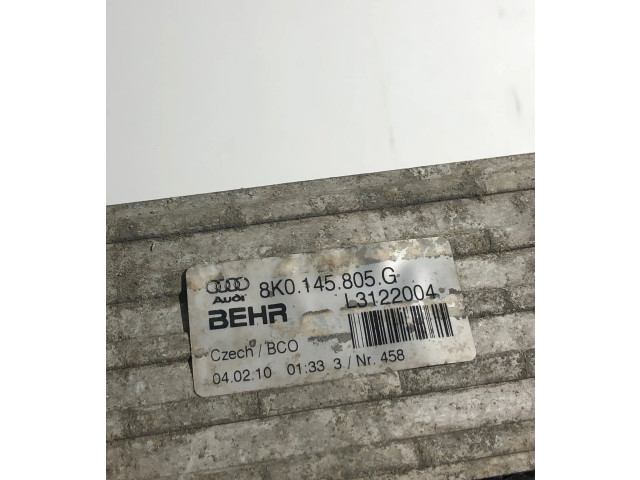 Audi 8K0.145.805.G
BEHR L3122004
Czech / BCO
04.02.10 01:33 3 / Nr. 458